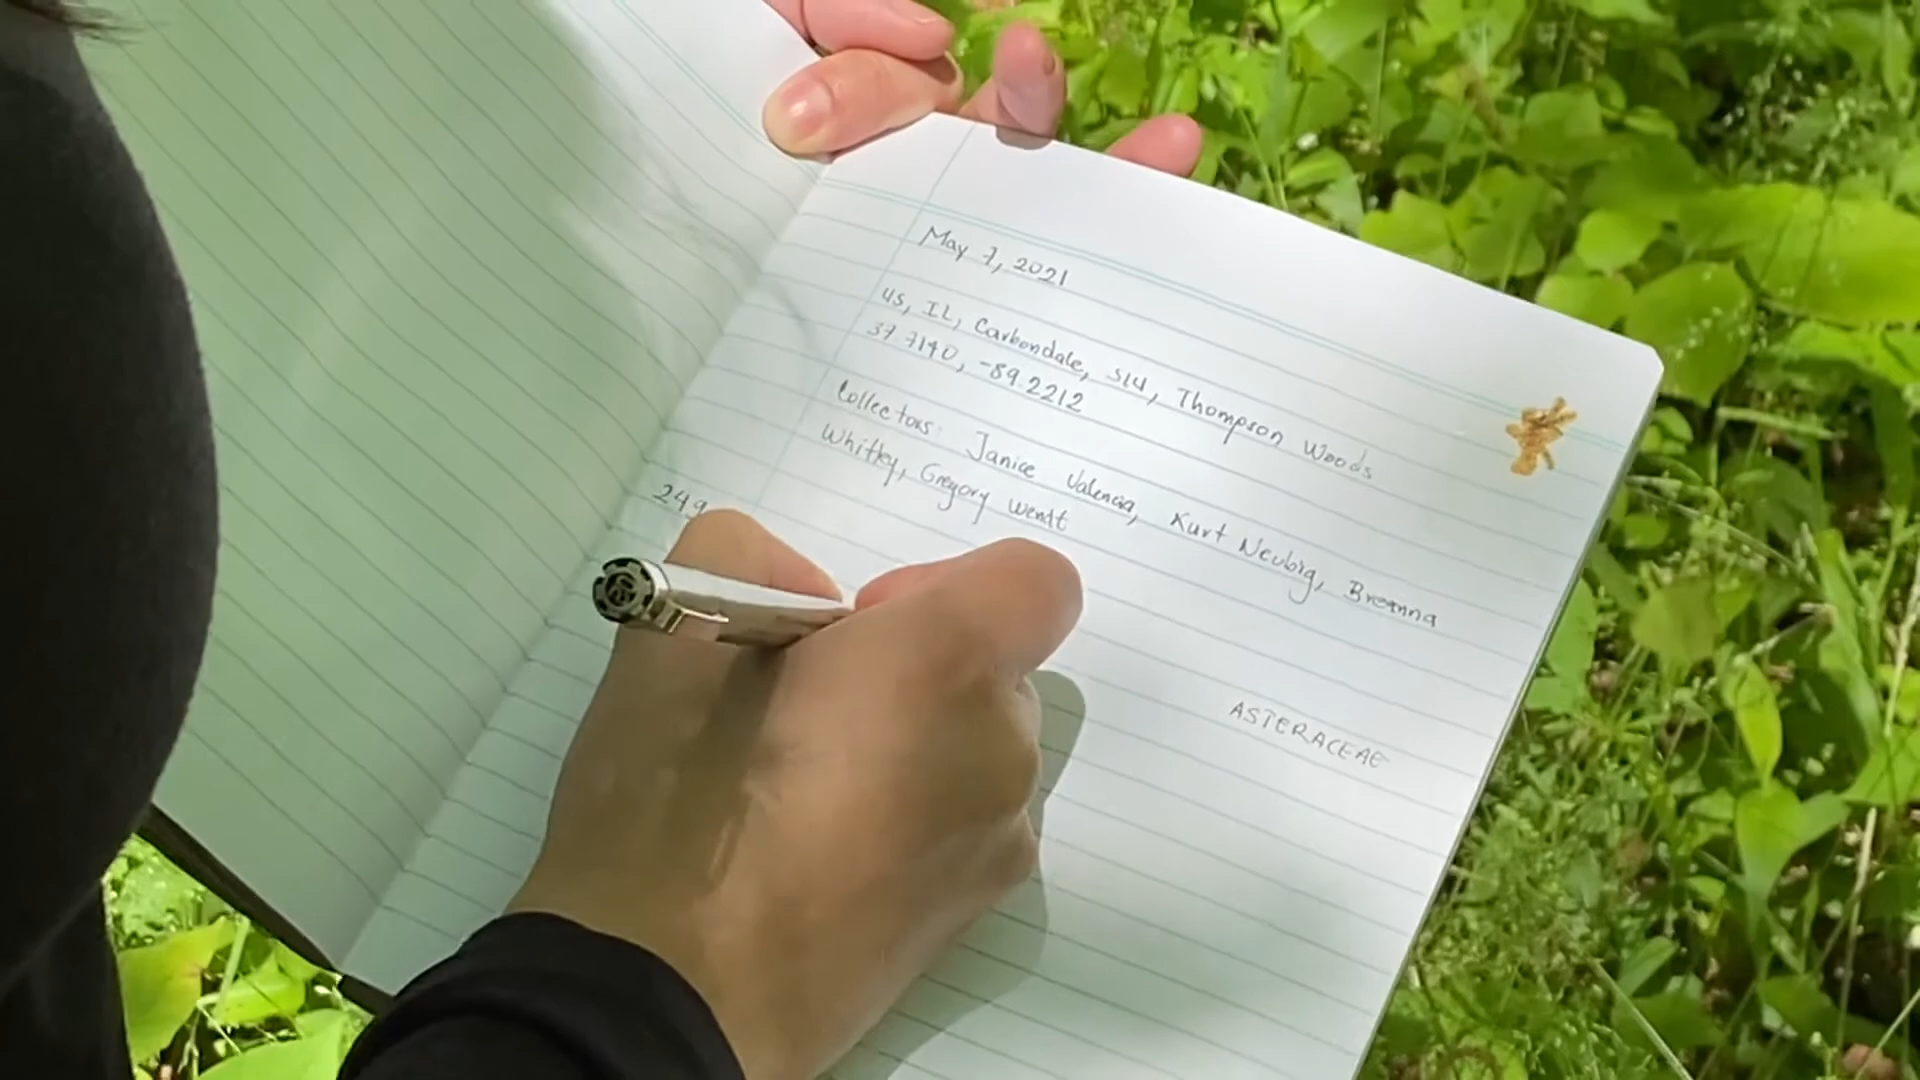 May 7, 2021
US, IL, Carbondale, SIU, Thompson Woods
37.7140, -89.2212
Collectors: Janice Valencia, Kurt Neubig, Breanna
Whitley, Gregory Wendt
249
ASTERACEAE